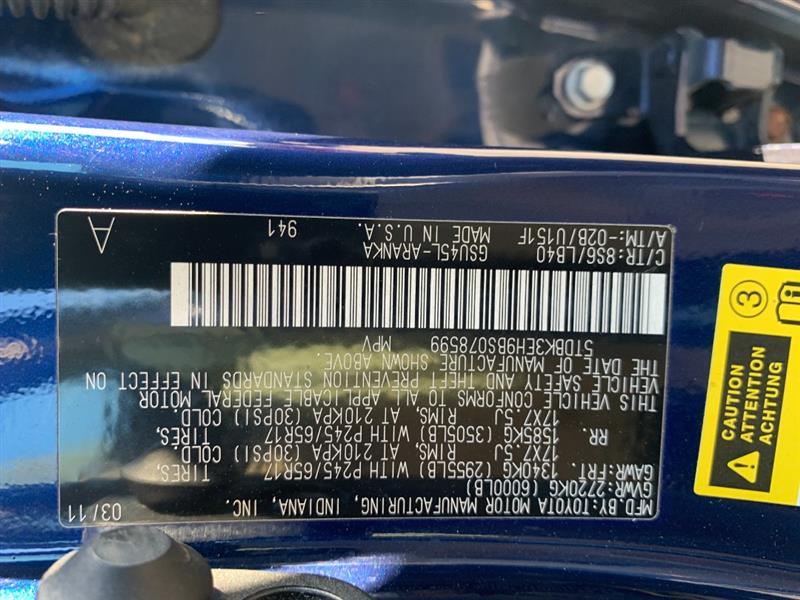 MFD.BY:TOYOTA MOTOR MANUFACTURING, INDIANA, INC. 03/11
GVWR:2720KG(6000LB)
GAWR:FRT. 1340KG (2955LB) WITH P245/65R17 TIRES,
17X7.5J RIMS, AT 210KPA (30PSI) COLD.
RR. 1585KG (3505LB) WITH P245/65R17 TIRES,
17X7.5J RIMS, AT 210KPA (30PSI) COLD.
THIS VEHICLE CONFORMS TO ALL APPLICABLE FEDERAL MOTOR
VEHICLE SAFETY AND THEFT PREVENTION STANDARDS IN EFFECT ON
THE DATE OF MANUFACTURE SHOWN ABOVE.
5TDBK3EH9BS078599 MPV
C/TR:8S6/LB40 GSU45L-ARANKA 941
A/TM:-02B/U151F MADE IN U.S.A. A
CAUTION
ATTENTION
ACHTUNG
3